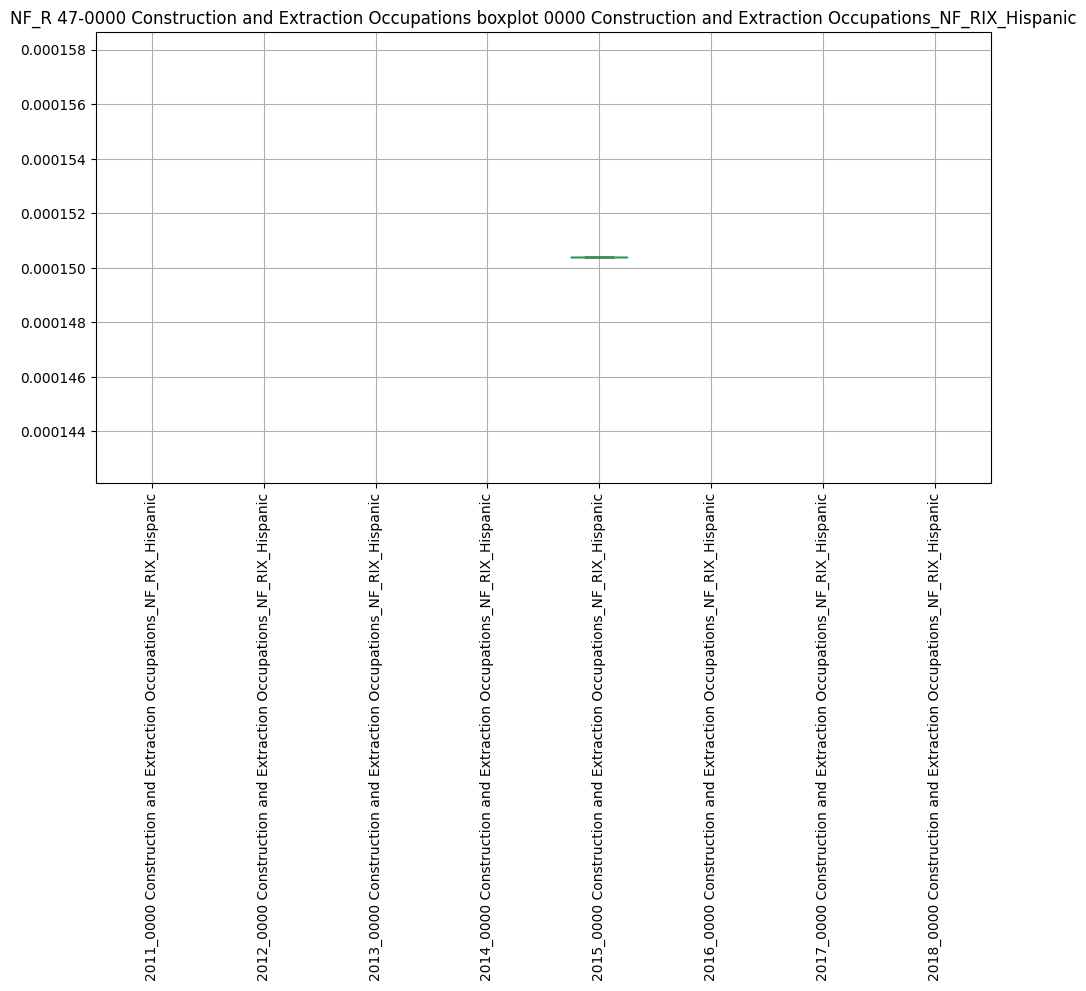 NF_R 47-0000 Construction and Extraction Occupations boxplot 0000 Construction and Extraction Occupations_NF_RIX_Hispanic
0.000158
0.000156
0.000154
0.000152
0.000150
0.000148
0.000146
0.000144
2011_0000 Construction and Extraction Occupations_NF_RIX_Hispanic
2012_0000 Construction and Extraction Occupations_NF_RIX_Hispanic
2013_0000 Construction and Extraction Occupations_NF_RIX_Hispanic
2014_0000 Construction and Extraction Occupations_NF_RIX_Hispanic
2015_0000 Construction and Extraction Occupations_NF_RIX_Hispanic
2016_0000 Construction and Extraction Occupations_NF_RIX_Hispanic
2017_0000 Construction and Extraction Occupations_NF_RIX_Hispanic
2018_0000 Construction and Extraction Occupations_NF_RIX_Hispanic